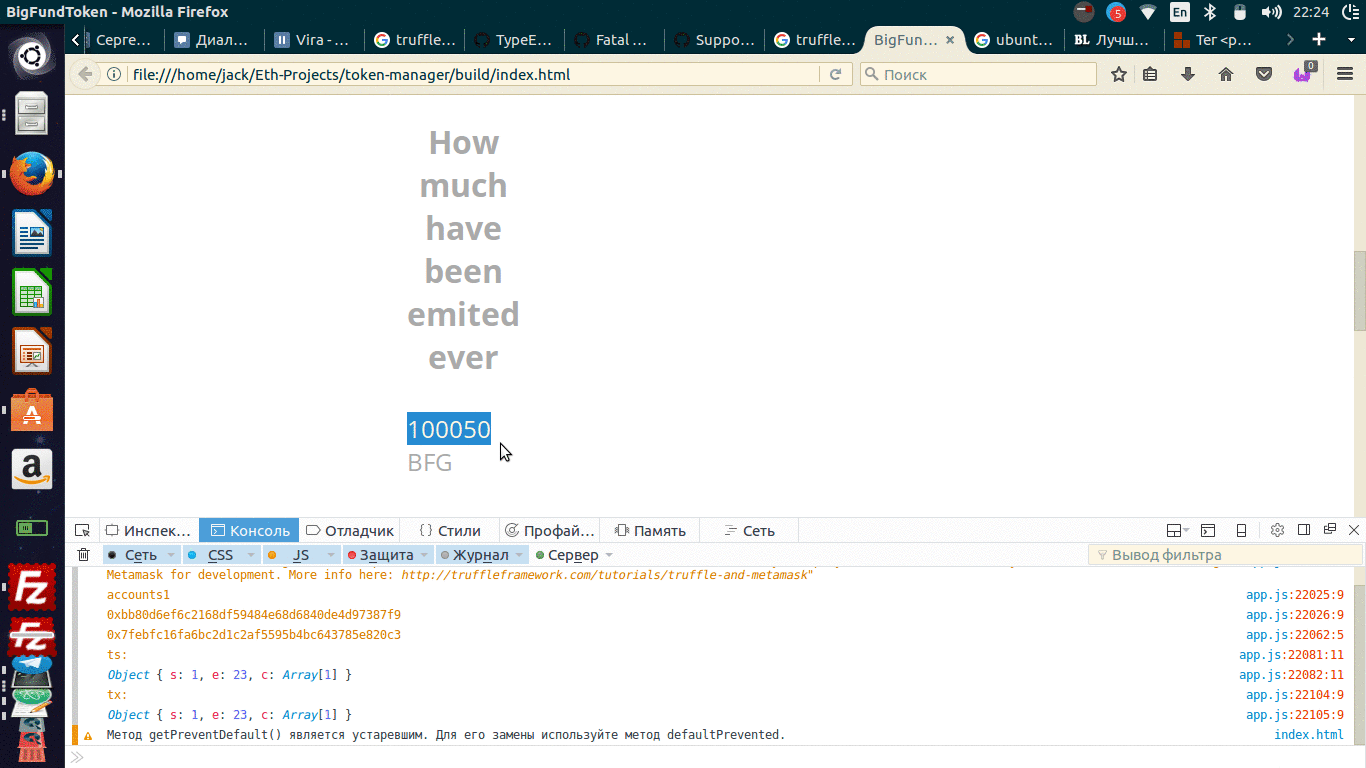 BigFundToken - Mozilla Firefox
5
En
22:24
Серге…
Диал…
Vira - …
truffle…
TypeE…
Fatal …
Suppo…
truffle…
BigFun…
ubunt…
BL Лучш…
Тег <p…
file:///home/jack/Eth-Projects/token-manager/build/index.html
Поиск
0
How
much
have
been
emited
ever
100050
BFG
Инспек…
Консоль
Отладчик
Стили
Профай…
Память
Сеть
Сеть
CSS
JS
Защита
Журнал
Сервер
Вывод фильтра
Metamask for development. More info here: http://truffleframework.com/tutorials/truffle-and-metamask"
accounts1 app.js:22025:9
0xbb80d6ef6c2168df59484e68d6840de4d97387f9 app.js:22026:9
0x7febfc16fa6bc2d1c2af5595b4bc643785e820c3 app.js:22062:5
ts: app.js:22081:11
Object { s: 1, e: 23, c: Array[1] } app.js:22082:11
tx: app.js:22104:9
Object { s: 1, e: 23, c: Array[1] } app.js:22105:9
Метод getPreventDefault() является устаревшим. Для его замены используйте метод defaultPrevented. index.html